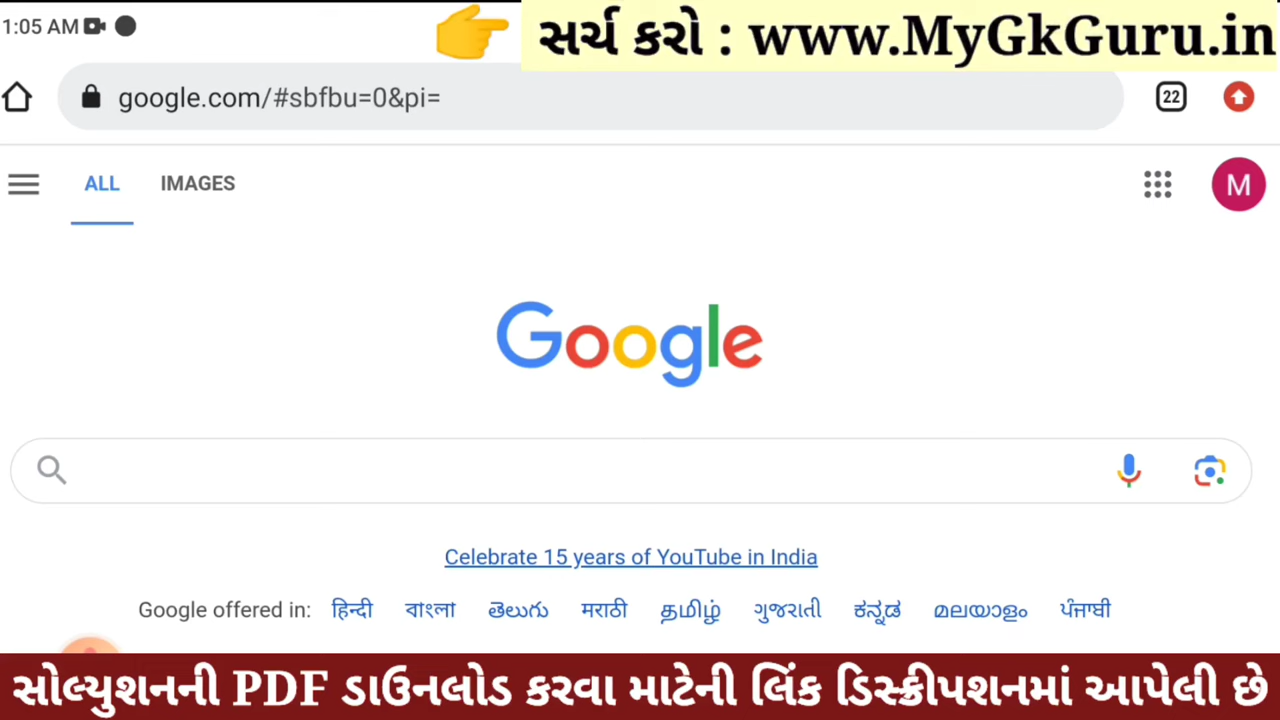 1:05 AM
👉 સર્ચ કરો : www.MyGkGuru.in
google.com/#sbfbu=0&pi=
22
ALL IMAGES
M
Google
Celebrate 15 years of YouTube in India
Google offered in: हिन्दी বাংলা తెలుగు मराठी தமிழ் ગુજરાતી ಕನ್ನಡ മലയാളം ਪੰਜਾਬੀ
સોલ્યુશનની PDF ડાઉનલોડ કરવા માટેની લિંક ડિસ્ક્રીપશનમાં આપેલી છે